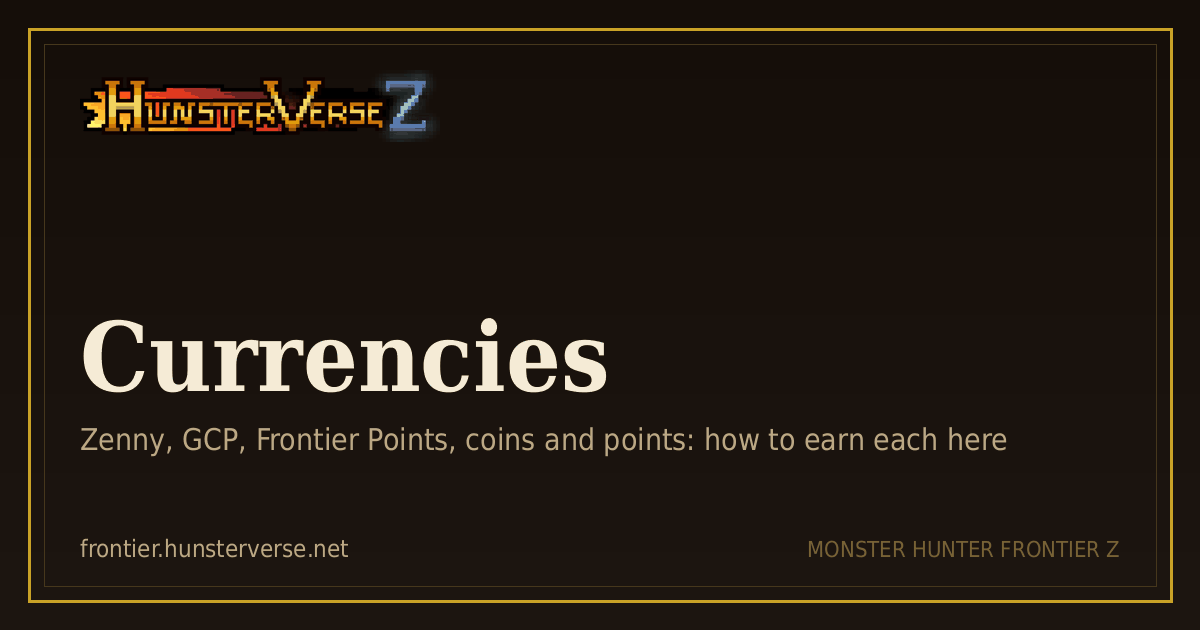 HUNSTERVERSE Z
Currencies
Zenny, GCP, Frontier Points, coins and points: how to earn each here
frontier.hunsterverse.net
MONSTER HUNTER FRONTIER Z